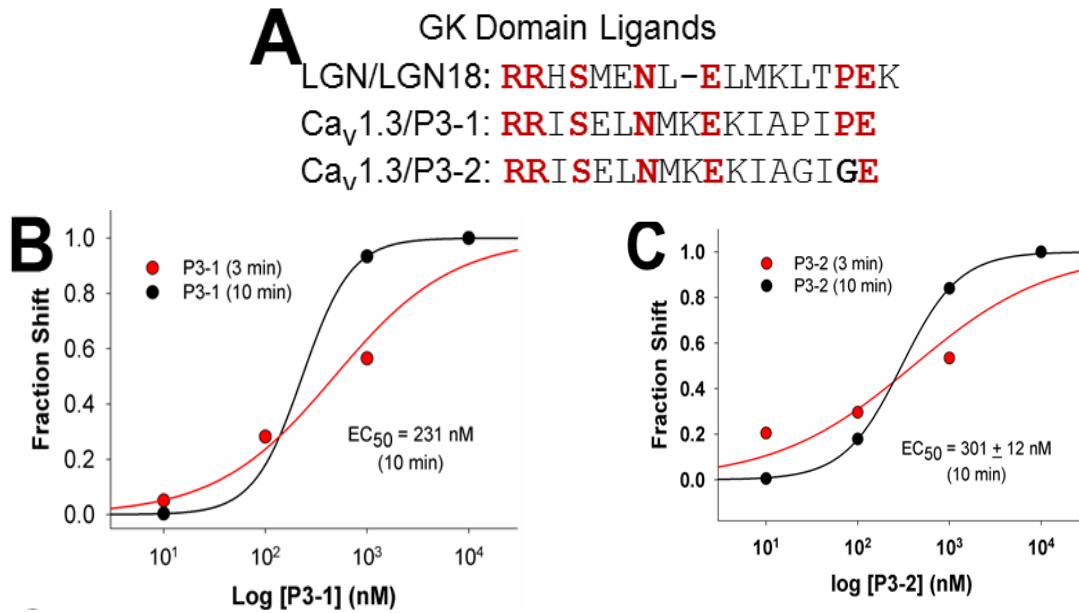 A
GK Domain Ligands
LGN/LGN18: RRHSMENL-ELMKLTPEK
CaV1.3/P3-1: RRISELNMKEKIAPIPE
CaV1.3/P3-2: RRISELNMKEKIAGIGE
B
P3-1 (3 min)
P3-1 (10 min)
Fraction Shift
1.0
0.8
0.6
0.4
0.2
0.0
EC50 = 231 nM
(10 min)
10¹ 10² 10³ 10⁴
Log [P3-1] (nM)
C
P3-2 (3 min)
P3-2 (10 min)
Fraction Shift
1.0
0.8
0.6
0.4
0.2
0.0
EC50 = 301 ± 12 nM
(10 min)
10¹ 10² 10³ 10⁴
log [P3-2] (nM)